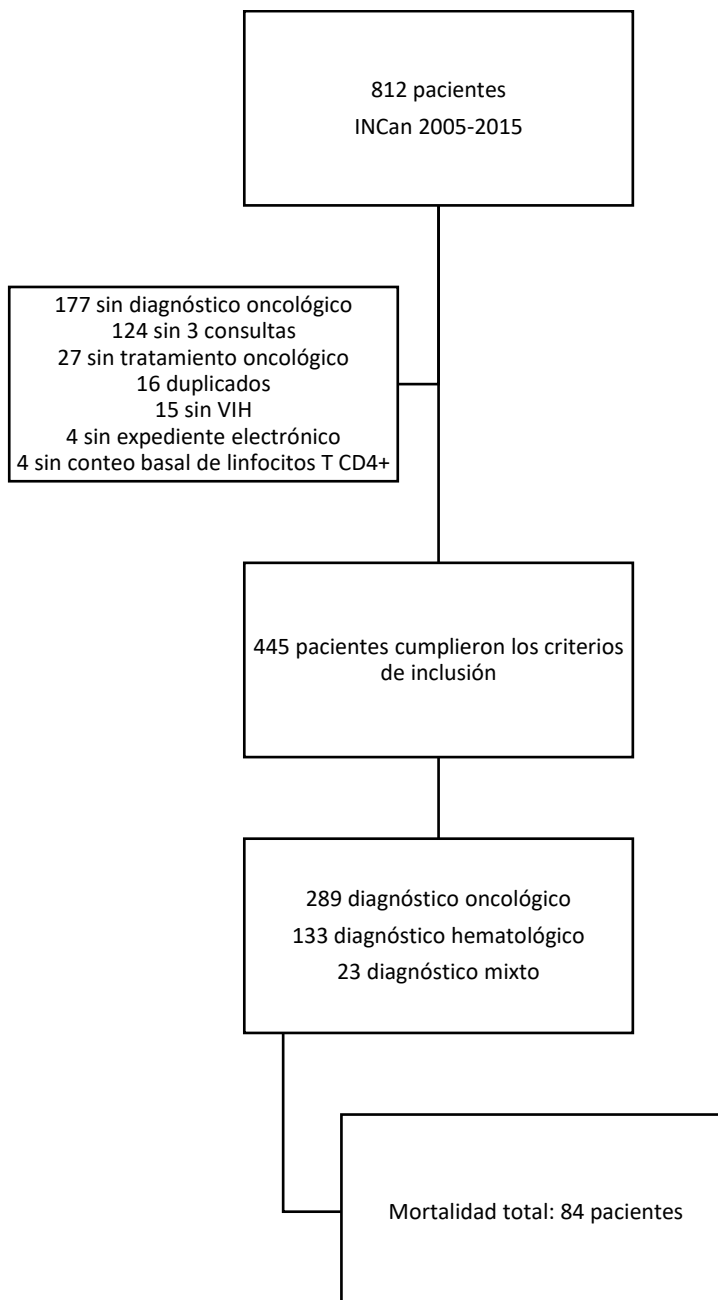 812 pacientes
INCan 2005-2015
177 sin diagnóstico oncológico
124 sin 3 consultas
27 sin tratamiento oncológico
16 duplicados
15 sin VIH
4 sin expediente electrónico
4 sin conteo basal de linfocitos T CD4+
445 pacientes cumplieron los criterios
de inclusión
289 diagnóstico oncológico
133 diagnóstico hematológico
23 diagnóstico mixto
Mortalidad total: 84 pacientes